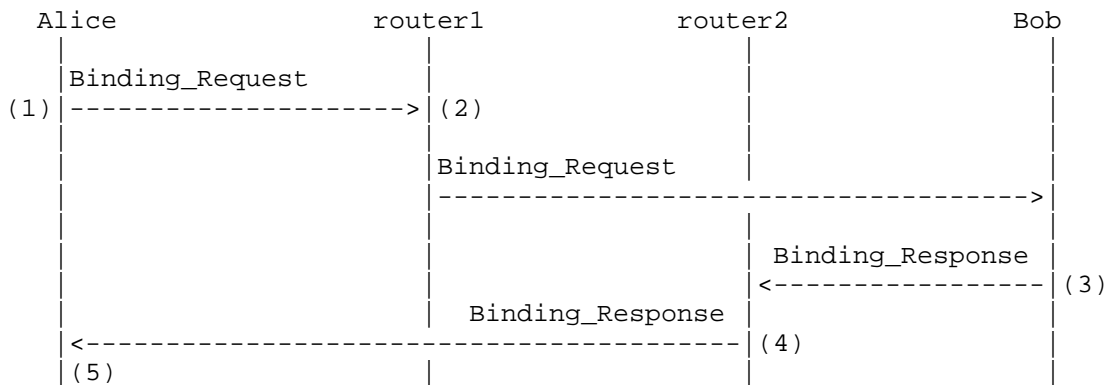 Alice router1 router2 Bob
Binding_Request
(1) (2)
Binding_Request
Binding_Response
(3)
Binding_Response
(4)
(5)